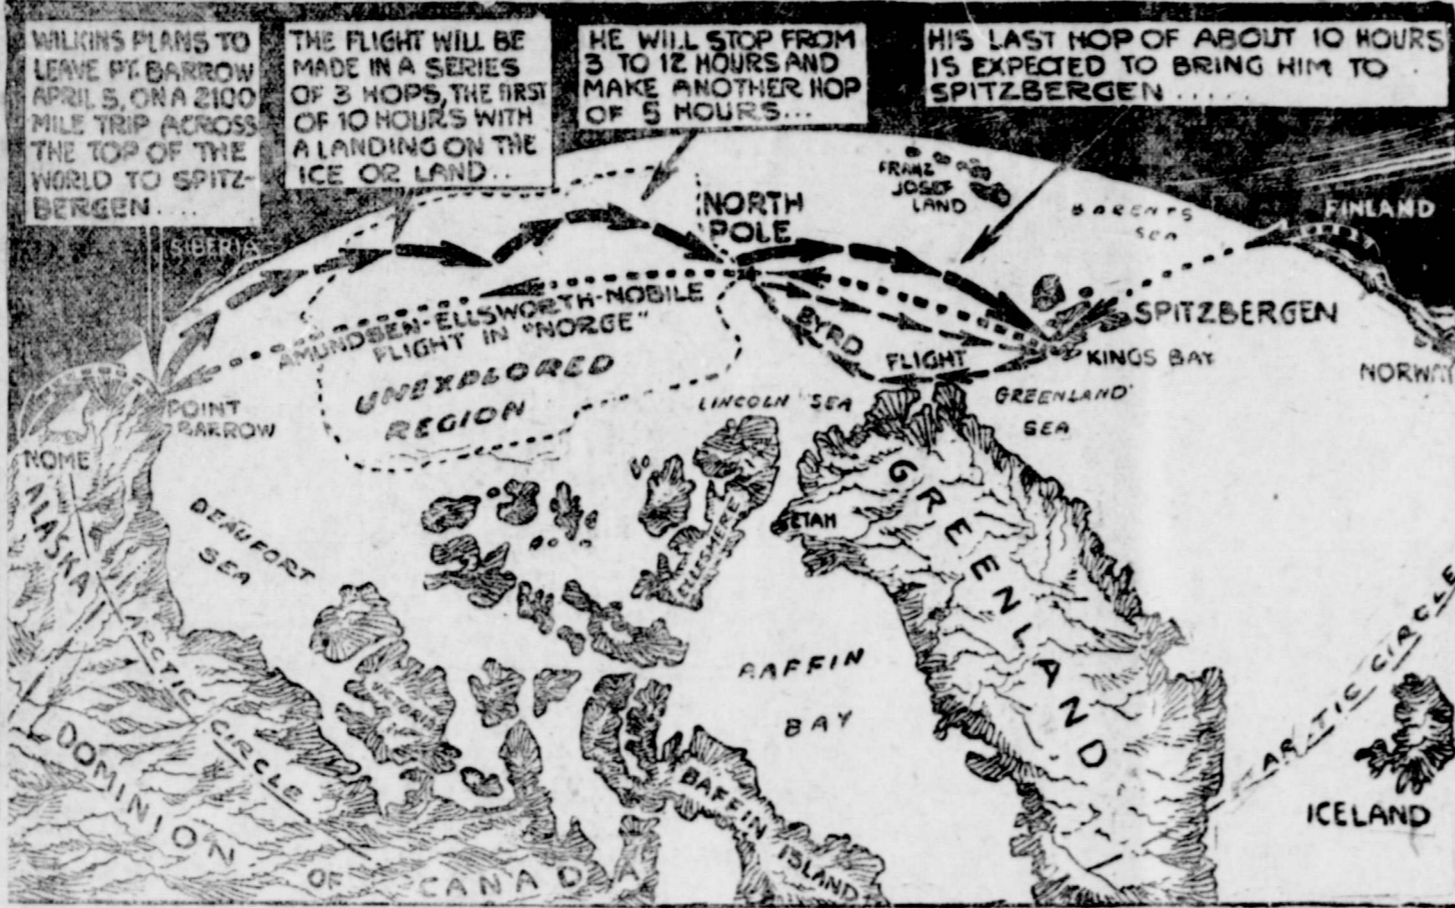 WILKINS PLANS TO
LEAVE PT. BARROW
APRIL 5, ON A 2100
MILE TRIP ACROSS
THE TOP OF THE
WORLD TO SPITZ-
BERGEN....
THE FLIGHT WILL BE
MADE IN A SERIES
OF 3 HOPS, THE FIRST
OF 10 HOURS WITH
A LANDING ON THE
ICE OR LAND..
HE WILL STOP FROM
3 TO 12 HOURS AND
MAKE ANOTHER HOP
OF 5 HOURS...
HIS LAST HOP OF ABOUT 10 HOURS
IS EXPECTED TO BRING HIM TO
SPITZBERGEN.....
SIBERIA
NORTH
POLE
FRANZ
JOSEF
LAND
BARENTS
SEA
FINLAND
AMUNDSEN-ELLSWORTH-NOBILE
FLIGHT IN "NORGE"
UNEXPLORED
REGION
BYRD
FLIGHT
SPITZBERGEN
KINGS BAY
NORWAY
LINCOLN SEA
GREENLAND
SEA
POINT
BARROW
NOME
ALASKA
BEAUFORT
SEA
ELLESMERE
ETAH
GREENLAND
ARCTIC CIRCLE
VICTORIA
BAFFIN
BAY
ARCTIC CIRCLE
ICELAND
DOMINION
OF CANADA
BAFFIN
ISLAND